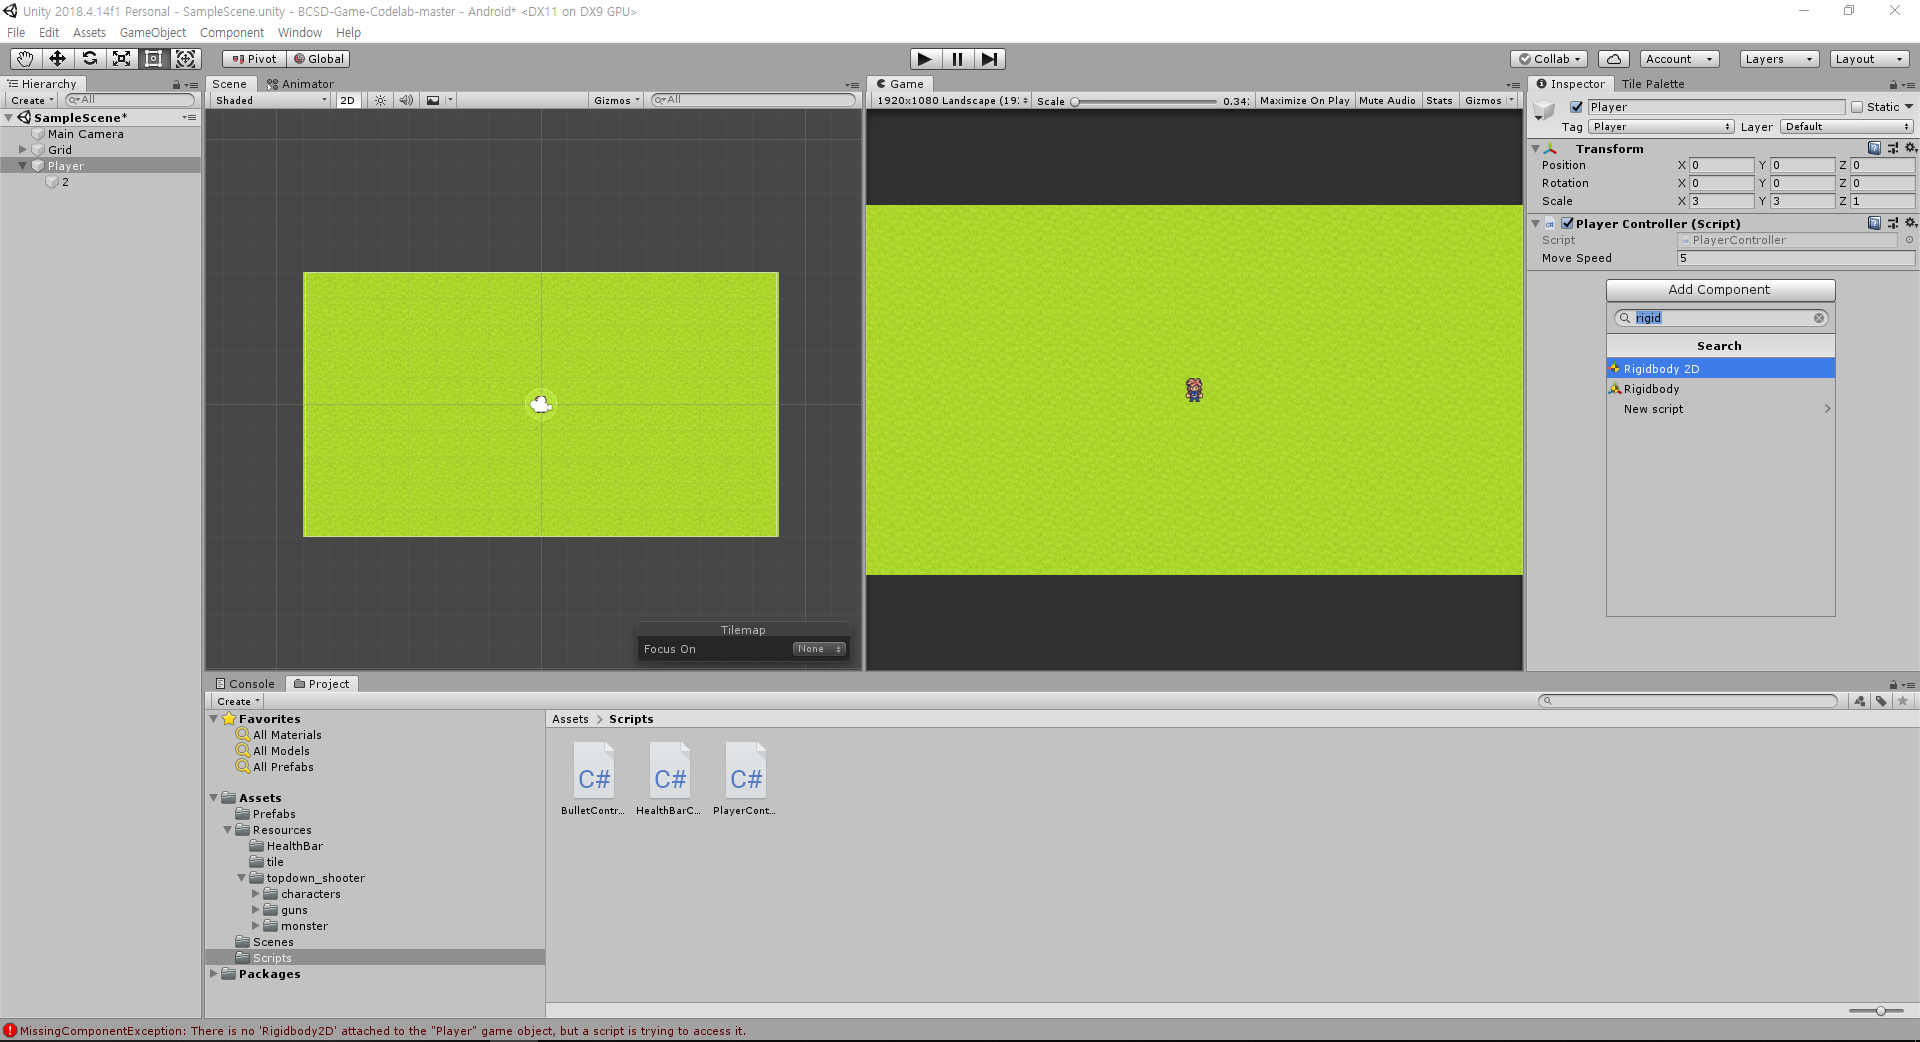 Unity 2018.4.14f1 Personal - SampleScene.unity - BCSD-Game-Codelab-master - Android* <DX11 on DX9 GPU>
File Edit Assets GameObject Component Window Help
Pivot Global Collab Account Layers Layout
Hierarchy
Create All
SampleScene*
Main Camera
Grid
Player
2
Scene Animator
Shaded 2D Gizmos All
Tilemap
Focus On None
Game
1920x1080 Landscape (19: Scale 0.34: Maximize On Play Mute Audio Stats Gizmos
Inspector Tile Palette
Player Static
Tag Player Layer Default
Transform
Position X 0 Y 0 Z 0
Rotation X 0 Y 0 Z 0
Scale X 3 Y 3 Z 1
C# Player Controller (Script)
Script PlayerController
Move Speed 5
Add Component
rigid
Search
Rigidbody 2D
Rigidbody
New script
Console Project
Create
Favorites
All Materials
All Models
All Prefabs
Assets
Prefabs
Resources
HealthBar
tile
topdown_shooter
characters
guns
monster
Scenes
Scripts
Packages
Assets > Scripts
C# C# C#
BulletContr... HealthBarC... PlayerCont...
MissingComponentException: There is no 'Rigidbody2D' attached to the "Player" game object, but a script is trying to access it.